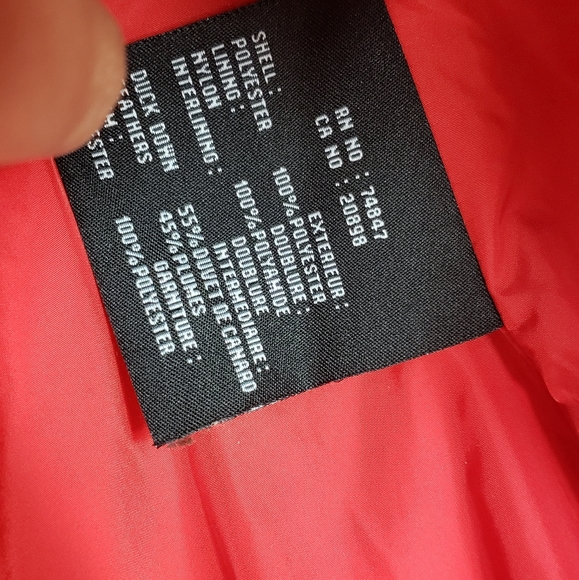 RN NO : 74847
CA NO : 20898
SHELL :
POLYESTER
LINING :
NYLON
INTERLINING :
DUCK DOWN
EXTERIEUR :
100% POLYESTER
DOUBLURE :
100% POLYAMIDE
DOUBLURE
INTERMEDIAIRE :
55% DUVET DE CANARD
45% PLUMES
GARNITURE :
100% POLYESTER